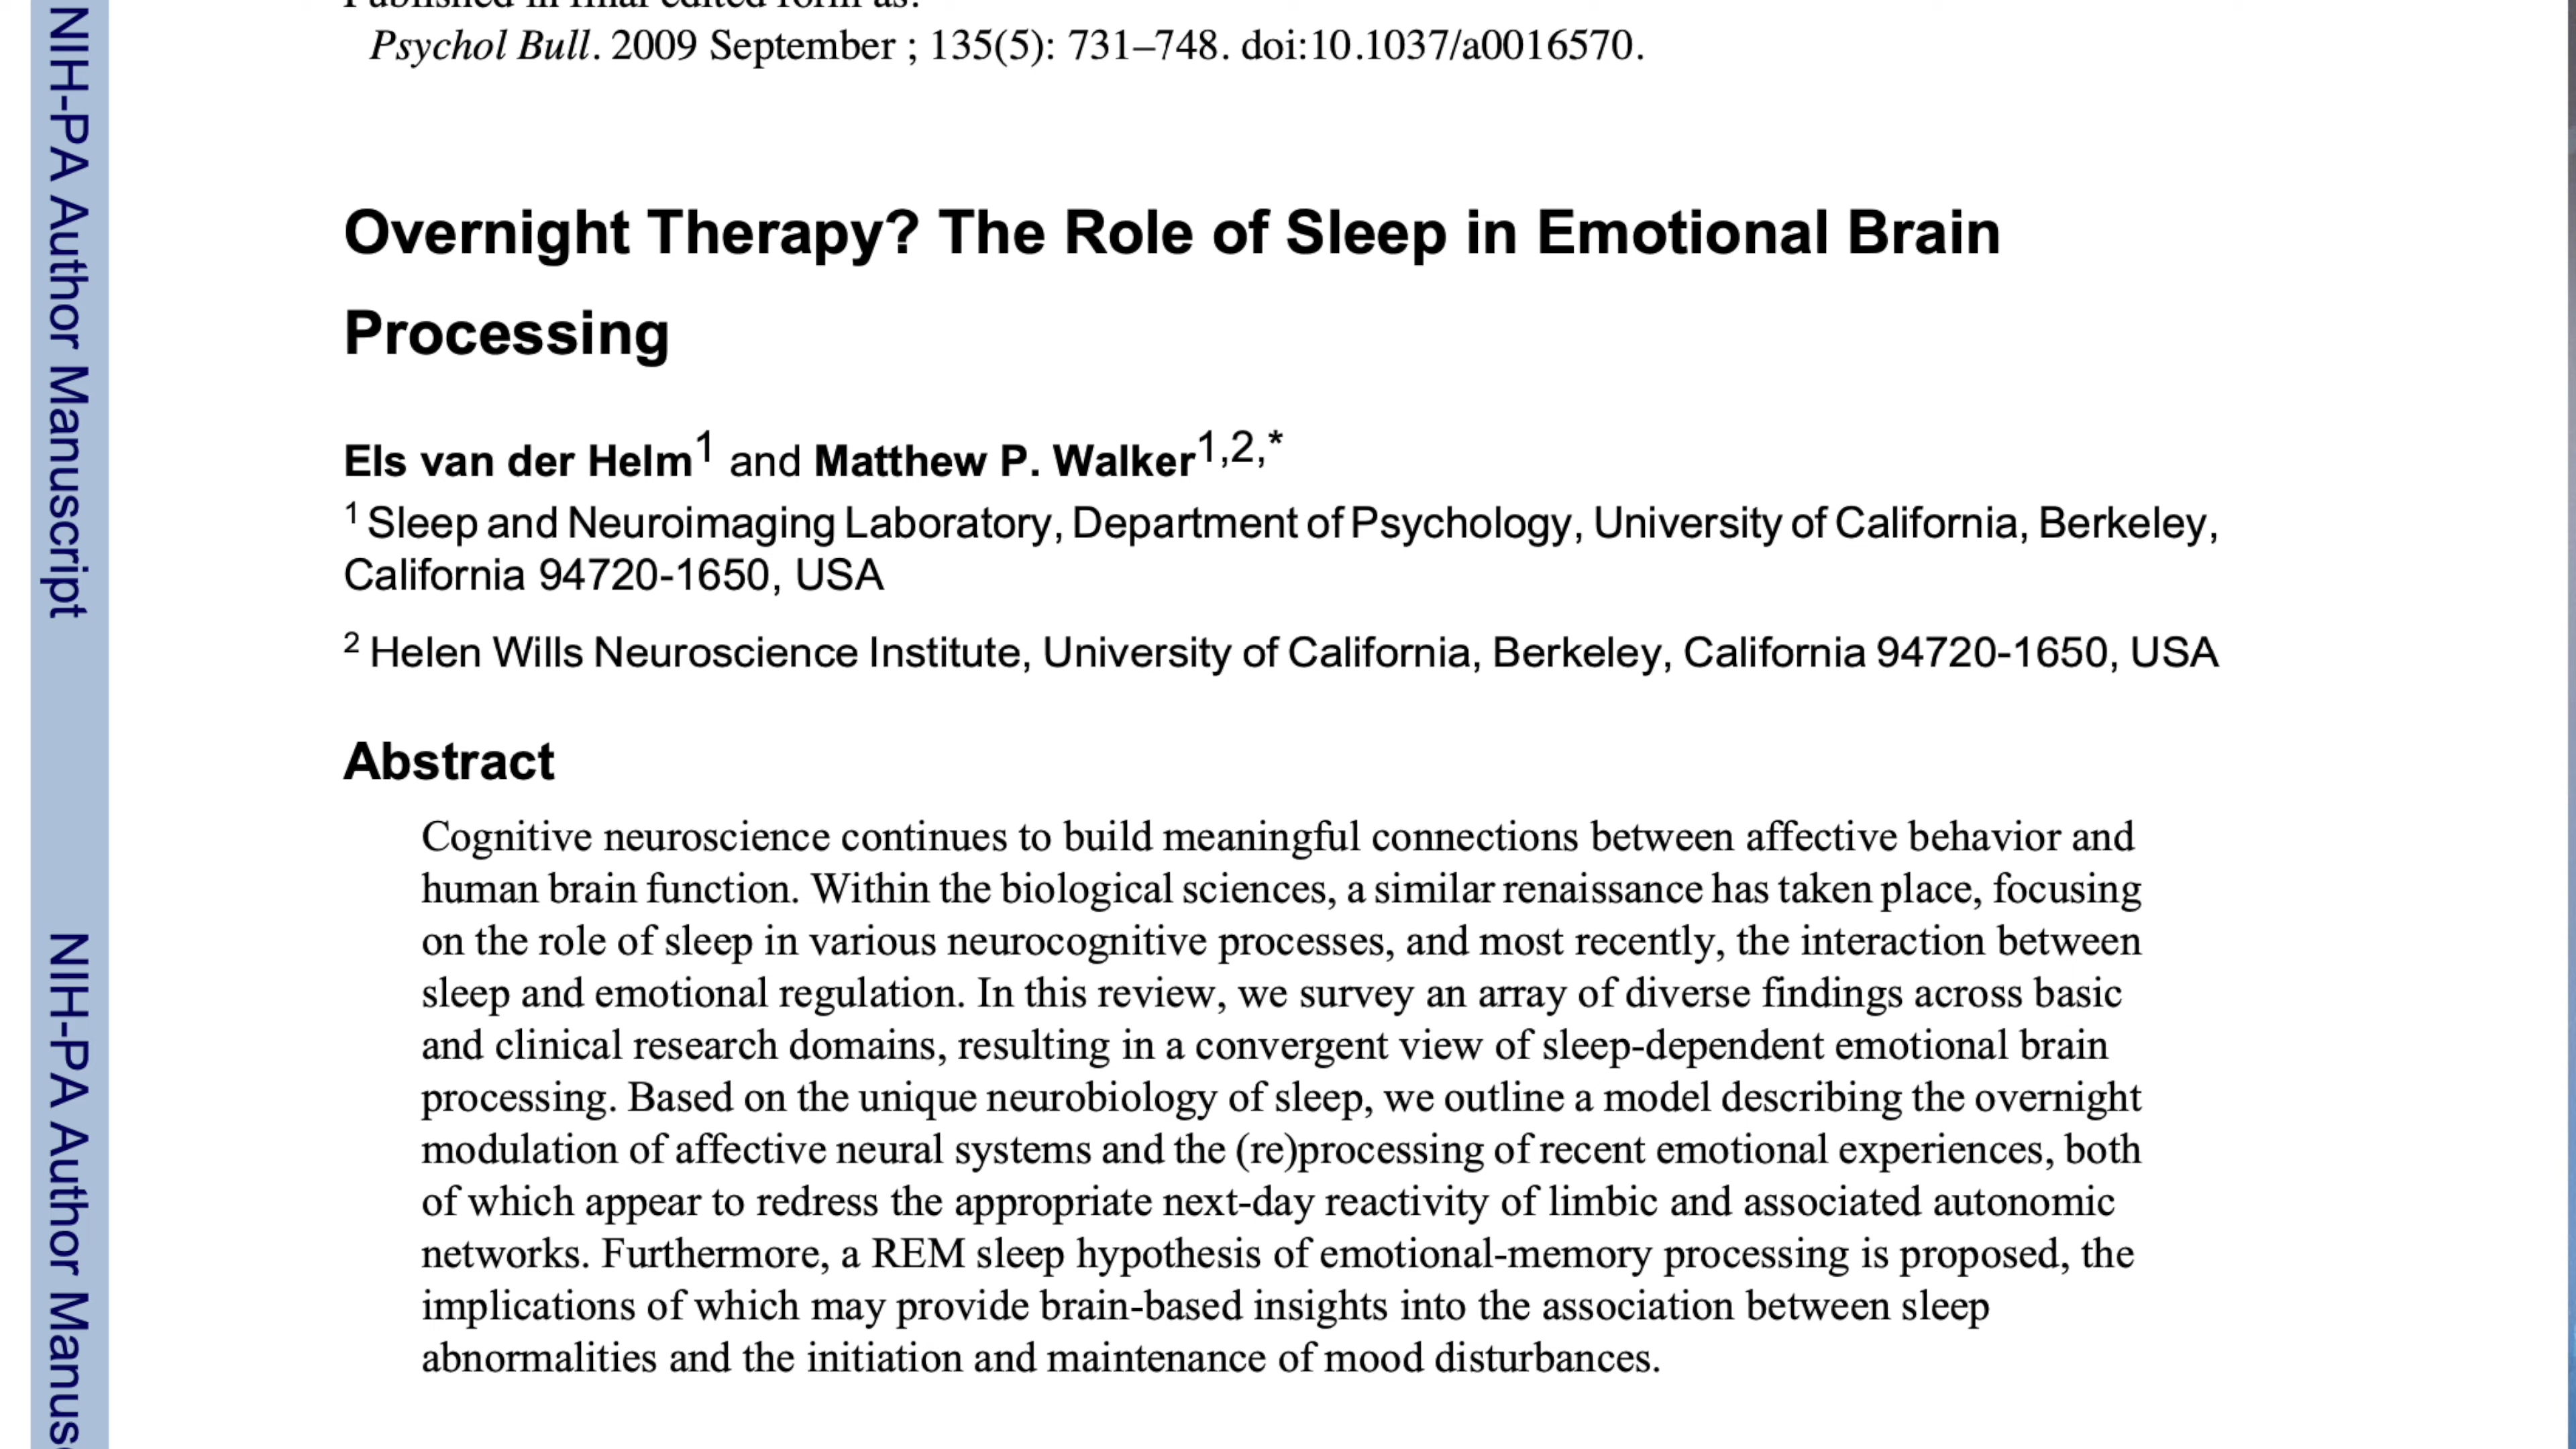 Published in final edited form as:
Psychol Bull. 2009 September ; 135(5): 731–748. doi:10.1037/a0016570.
Overnight Therapy? The Role of Sleep in Emotional Brain
Processing
Els van der Helm1 and Matthew P. Walker1,2,*
1 Sleep and Neuroimaging Laboratory, Department of Psychology, University of California, Berkeley,
California 94720-1650, USA
2 Helen Wills Neuroscience Institute, University of California, Berkeley, California 94720-1650, USA
Abstract
Cognitive neuroscience continues to build meaningful connections between affective behavior and
human brain function. Within the biological sciences, a similar renaissance has taken place, focusing
on the role of sleep in various neurocognitive processes, and most recently, the interaction between
sleep and emotional regulation. In this review, we survey an array of diverse findings across basic
and clinical research domains, resulting in a convergent view of sleep-dependent emotional brain
processing. Based on the unique neurobiology of sleep, we outline a model describing the overnight
modulation of affective neural systems and the (re)processing of recent emotional experiences, both
of which appear to redress the appropriate next-day reactivity of limbic and associated autonomic
networks. Furthermore, a REM sleep hypothesis of emotional-memory processing is proposed, the
implications of which may provide brain-based insights into the association between sleep
abnormalities and the initiation and maintenance of mood disturbances.
NIH-PA Author Manuscript
NIH-PA Author Manus